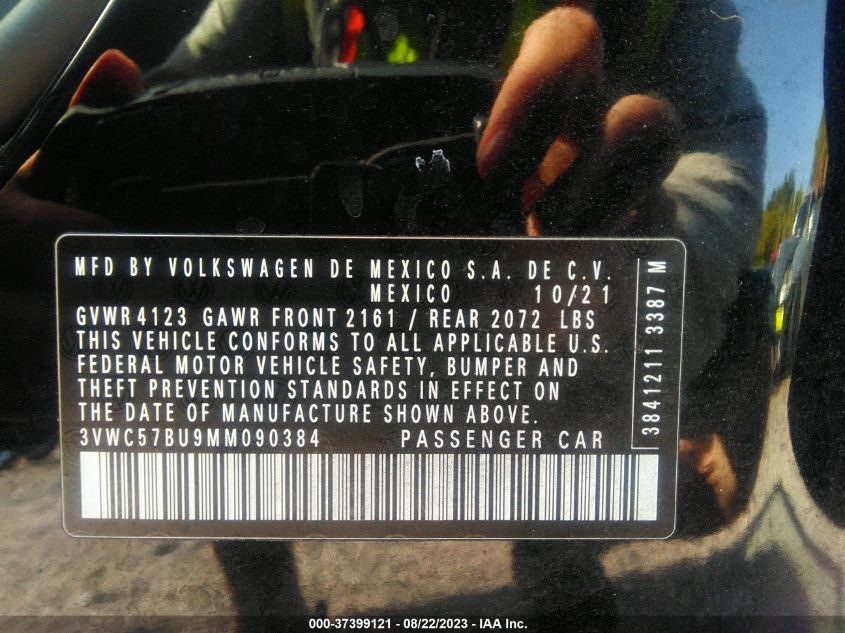 MFD BY VOLKSWAGEN DE MEXICO S.A. DE C.V.
MEXICO 10/21
GVWR 4123 GAWR FRONT 2161 / REAR 2072 LBS
THIS VEHICLE CONFORMS TO ALL APPLICABLE U.S.
FEDERAL MOTOR VEHICLE SAFETY, BUMPER AND
THEFT PREVENTION STANDARDS IN EFFECT ON
THE DATE OF MANUFACTURE SHOWN ABOVE.
3VWC57BU9MM090384 PASSENGER CAR
3841211 3387 M
000-37399121 - 08/22/2023 - IAA Inc.